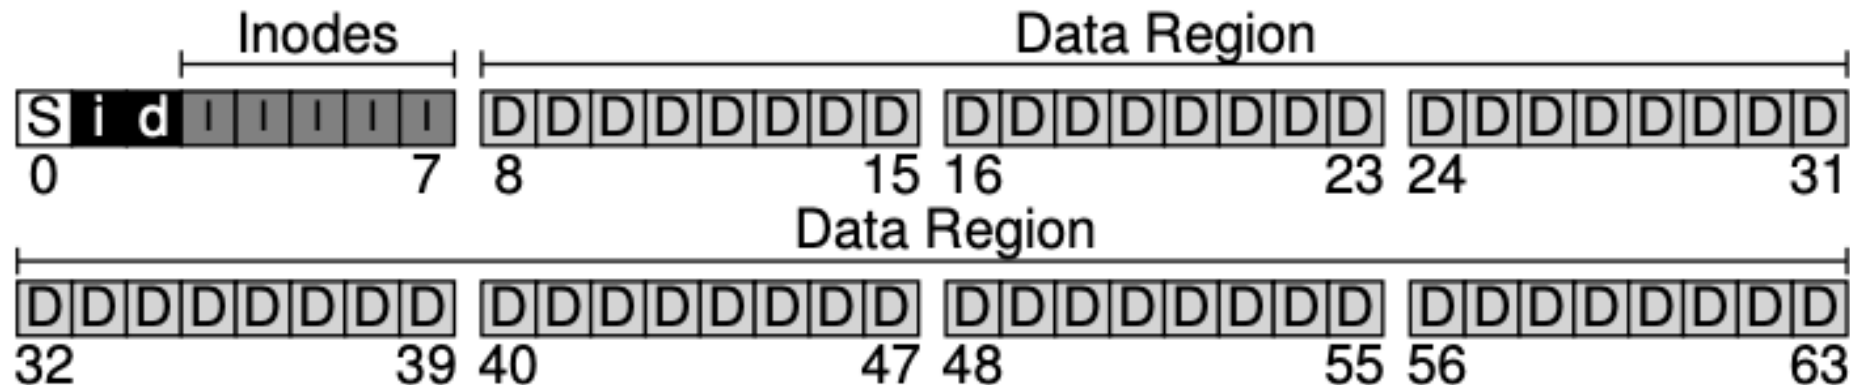 Inodes Data Region
S i d I I I I I D D D D D D D D D D D D D D D D D D D D D D D D
0 7 8 15 16 23 24 31
Data Region
D D D D D D D D D D D D D D D D D D D D D D D D D D D D D D D D
32 39 40 47 48 55 56 63